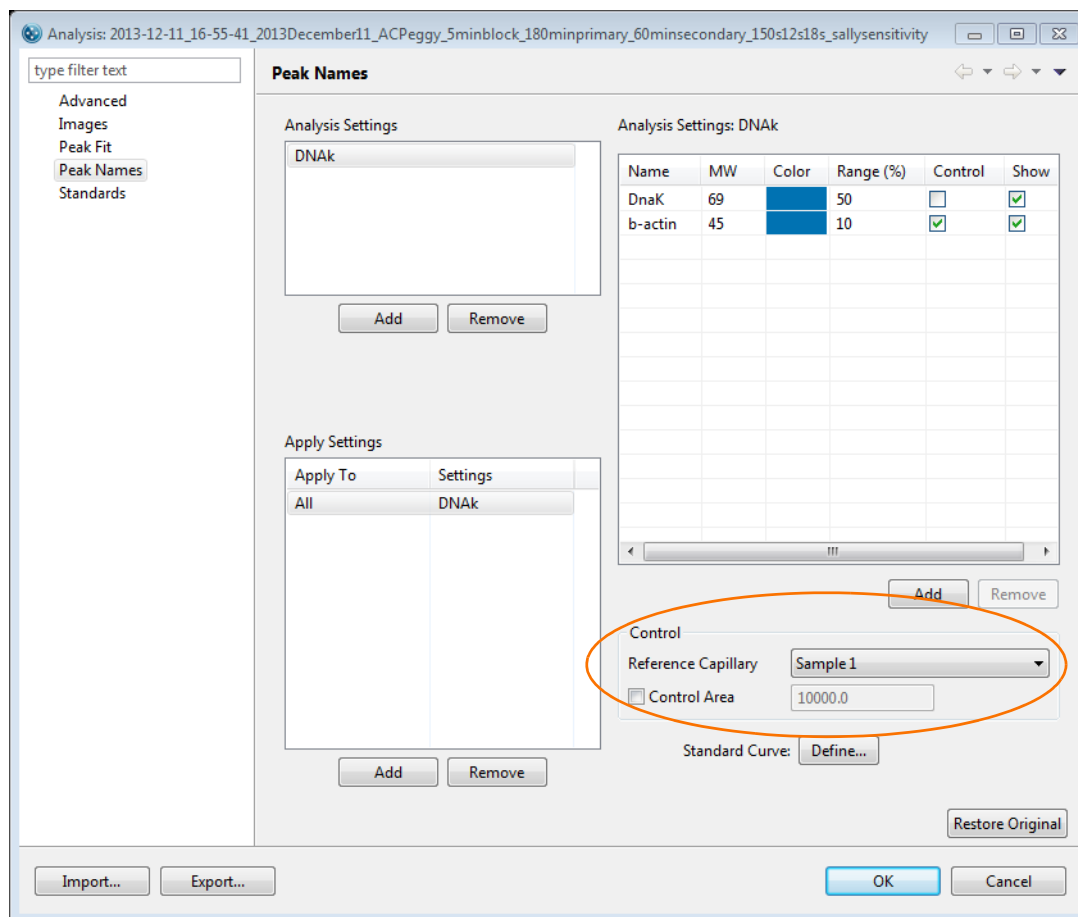 Analysis: 2013-12-11_16-55-41_2013December11_ACPeggy_5minblock_180minprimary_60minsecondary_150s12s18s_sallysensitivity
type filter text
Advanced
Images
Peak Fit
Peak Names
Standards
Peak Names
Analysis Settings
DNAk
Add Remove
Apply Settings
Apply To Settings
All DNAk
Add Remove
Analysis Settings: DNAk
Name MW Color Range (%) Control Show
DnaK 69 50
b-actin 45 10
Add Remove
Control
Reference Capillary Sample 1
Control Area 10000.0
Standard Curve: Define...
Restore Original
Import... Export... OK Cancel